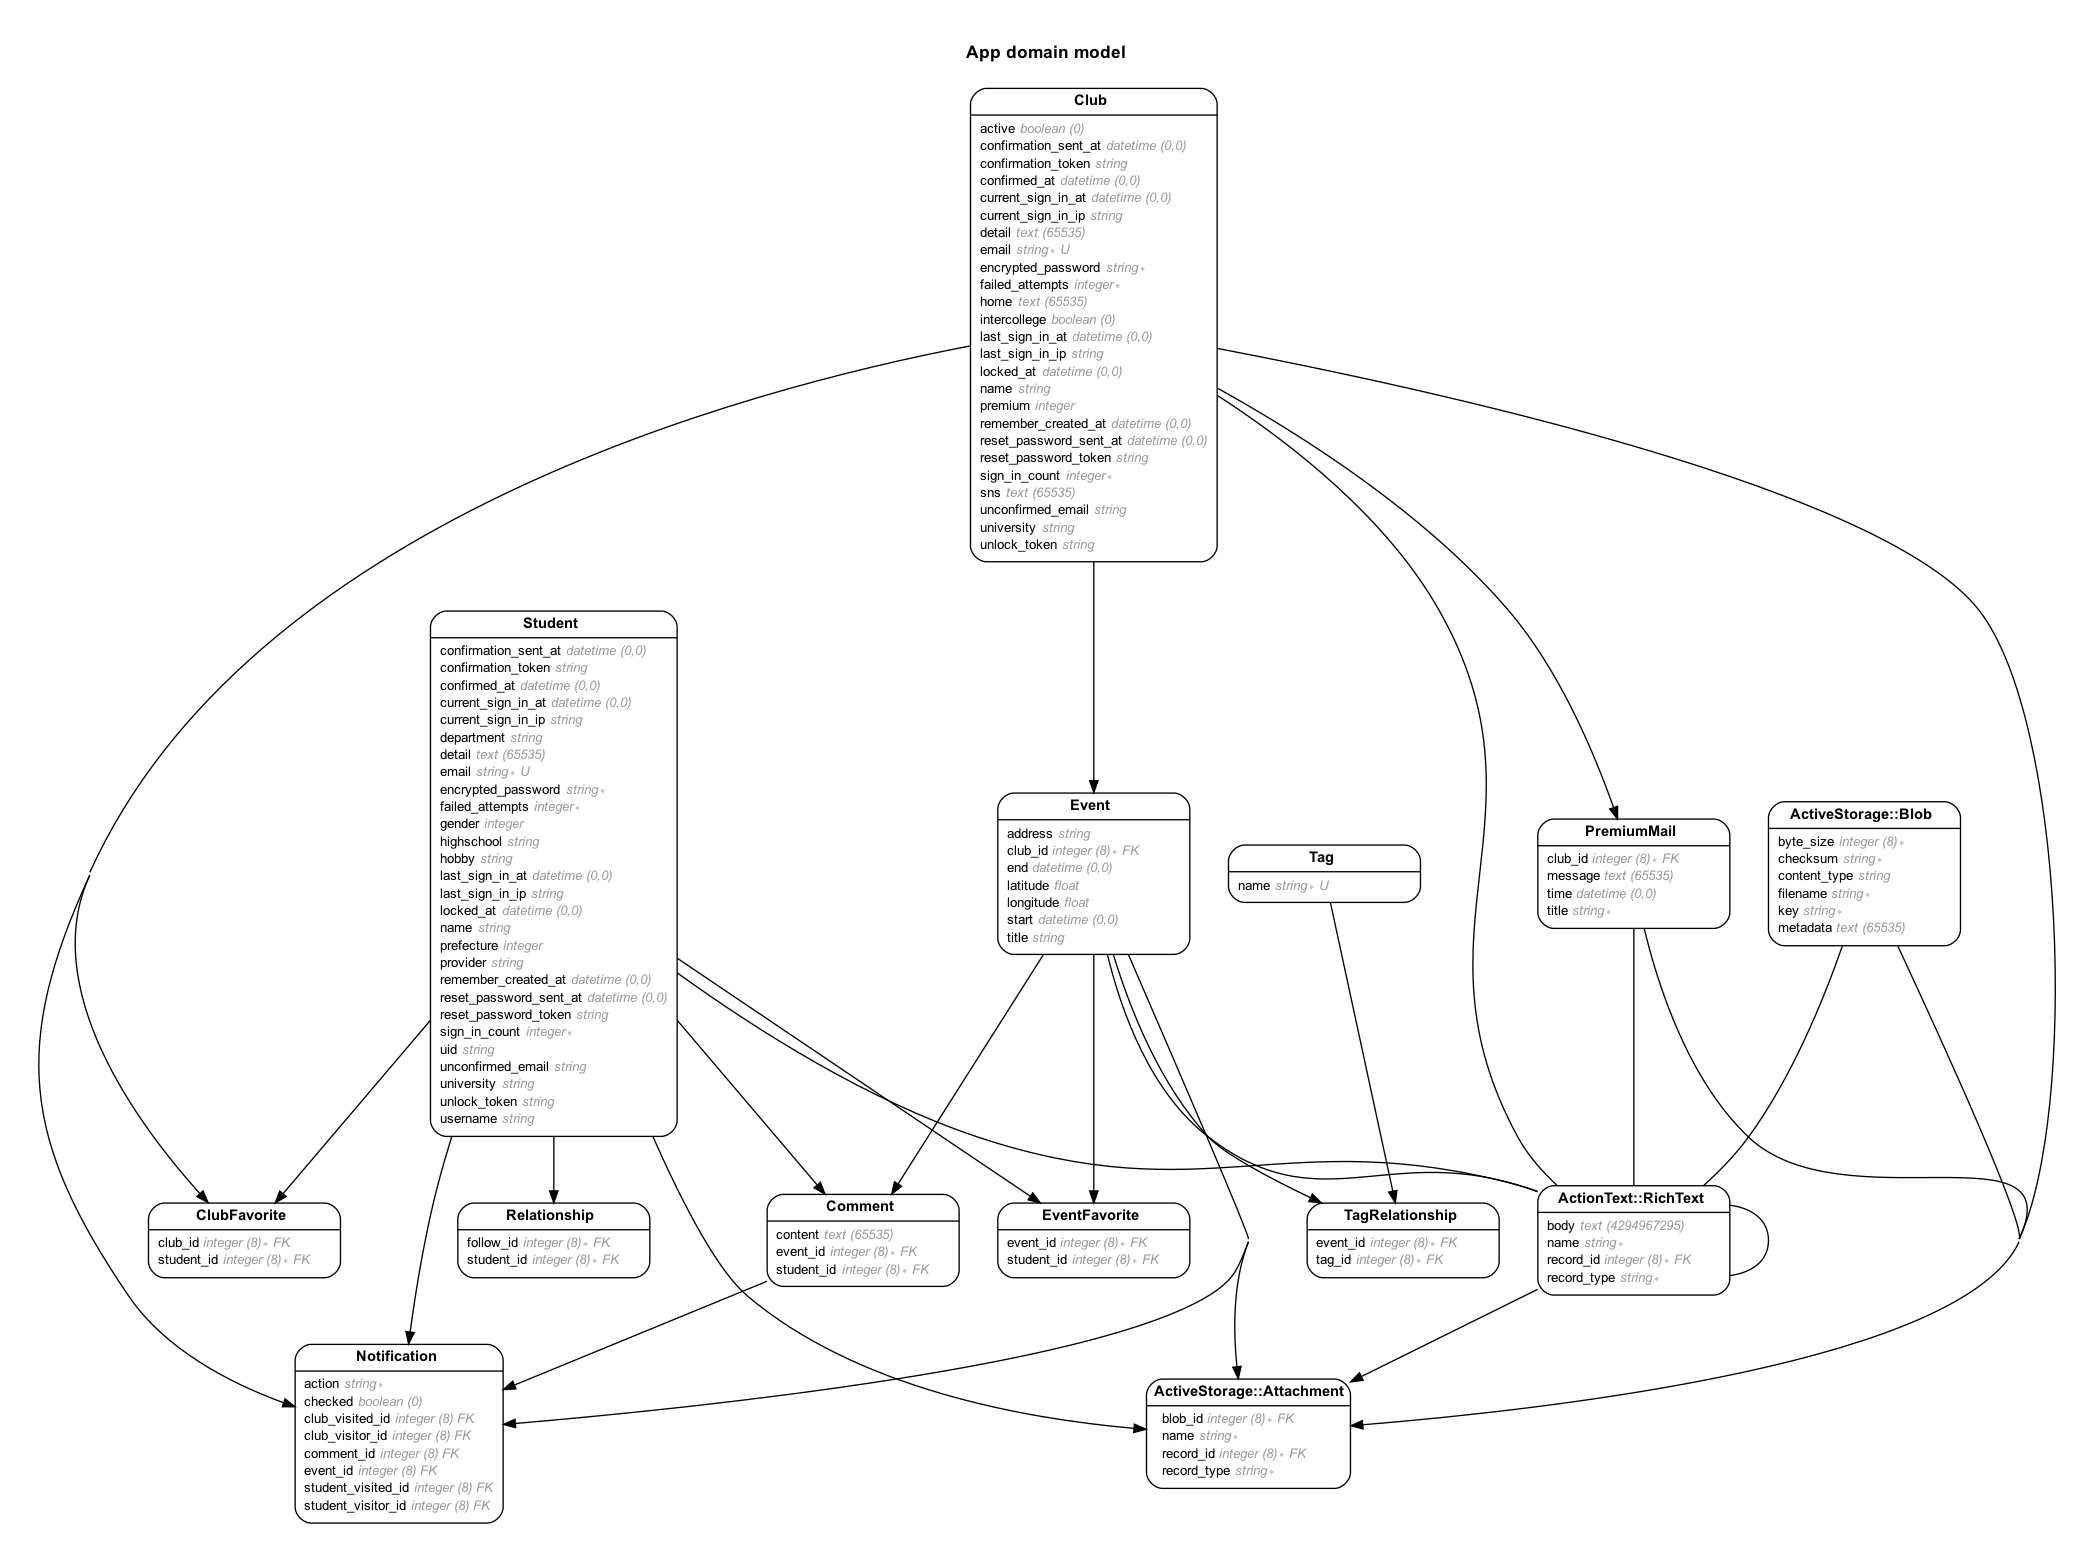 App domain model
Club
active boolean (0)
confirmation_sent_at datetime (0,0)
confirmation_token string
confirmed_at datetime (0,0)
current_sign_in_at datetime (0,0)
current_sign_in_ip string
detail text (65535)
email string∗ U
encrypted_password string∗
failed_attempts integer∗
home text (65535)
intercollege boolean (0)
last_sign_in_at datetime (0,0)
last_sign_in_ip string
locked_at datetime (0,0)
name string
premium integer
remember_created_at datetime (0,0)
reset_password_sent_at datetime (0,0)
reset_password_token string
sign_in_count integer∗
sns text (65535)
unconfirmed_email string
university string
unlock_token string
Student
confirmation_sent_at datetime (0,0)
confirmation_token string
confirmed_at datetime (0,0)
current_sign_in_at datetime (0,0)
current_sign_in_ip string
department string
detail text (65535)
email string∗ U
encrypted_password string∗
failed_attempts integer∗
gender integer
highschool string
hobby string
last_sign_in_at datetime (0,0)
last_sign_in_ip string
locked_at datetime (0,0)
name string
prefecture integer
provider string
remember_created_at datetime (0,0)
reset_password_sent_at datetime (0,0)
reset_password_token string
sign_in_count integer∗
uid string
unconfirmed_email string
university string
unlock_token string
username string
Event
address string
club_id integer (8)∗ FK
end datetime (0,0)
latitude float
longitude float
start datetime (0,0)
title string
Tag
name string∗ U
PremiumMail
club_id integer (8)∗ FK
message text (65535)
time datetime (0,0)
title string∗
ActiveStorage::Blob
byte_size integer (8)∗
checksum string∗
content_type string
filename string∗
key string∗
metadata text (65535)
ClubFavorite
club_id integer (8)∗ FK
student_id integer (8)∗ FK
Relationship
follow_id integer (8)∗ FK
student_id integer (8)∗ FK
Comment
content text (65535)
event_id integer (8)∗ FK
student_id integer (8)∗ FK
EventFavorite
event_id integer (8)∗ FK
student_id integer (8)∗ FK
TagRelationship
event_id integer (8)∗ FK
tag_id integer (8)∗ FK
ActionText::RichText
body text (4294967295)
name string∗
record_id integer (8)∗ FK
record_type string∗
Notification
action string∗
checked boolean (0)
club_visited_id integer (8) FK
club_visitor_id integer (8) FK
comment_id integer (8) FK
event_id integer (8) FK
student_visited_id integer (8) FK
student_visitor_id integer (8) FK
ActiveStorage::Attachment
blob_id integer (8)∗ FK
name string∗
record_id integer (8)∗ FK
record_type string∗